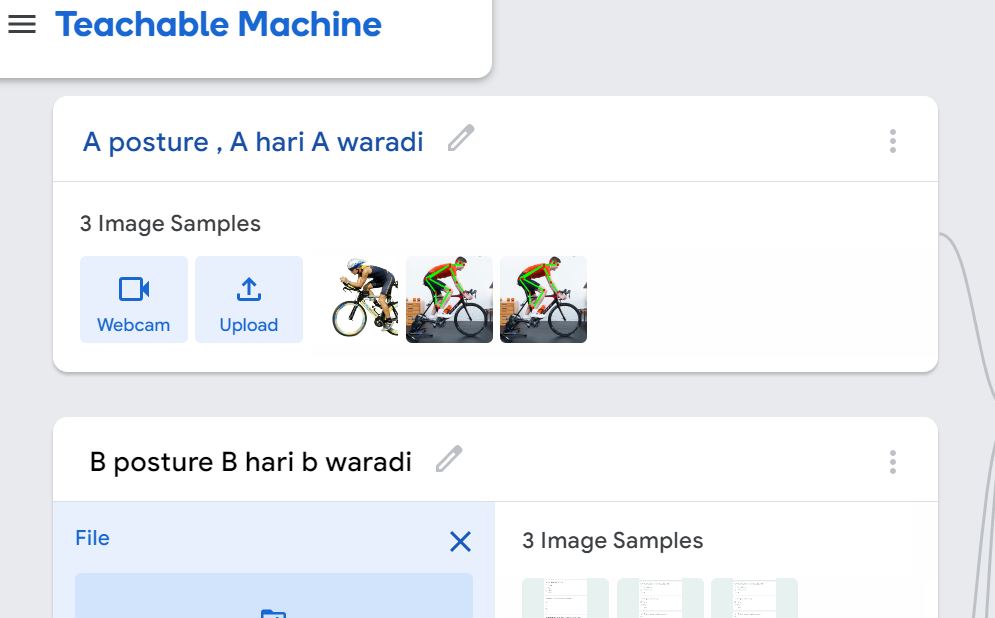 Teachable Machine
A posture , A hari A waradi
3 Image Samples
Webcam
Upload
B posture B hari b waradi
File
3 Image Samples